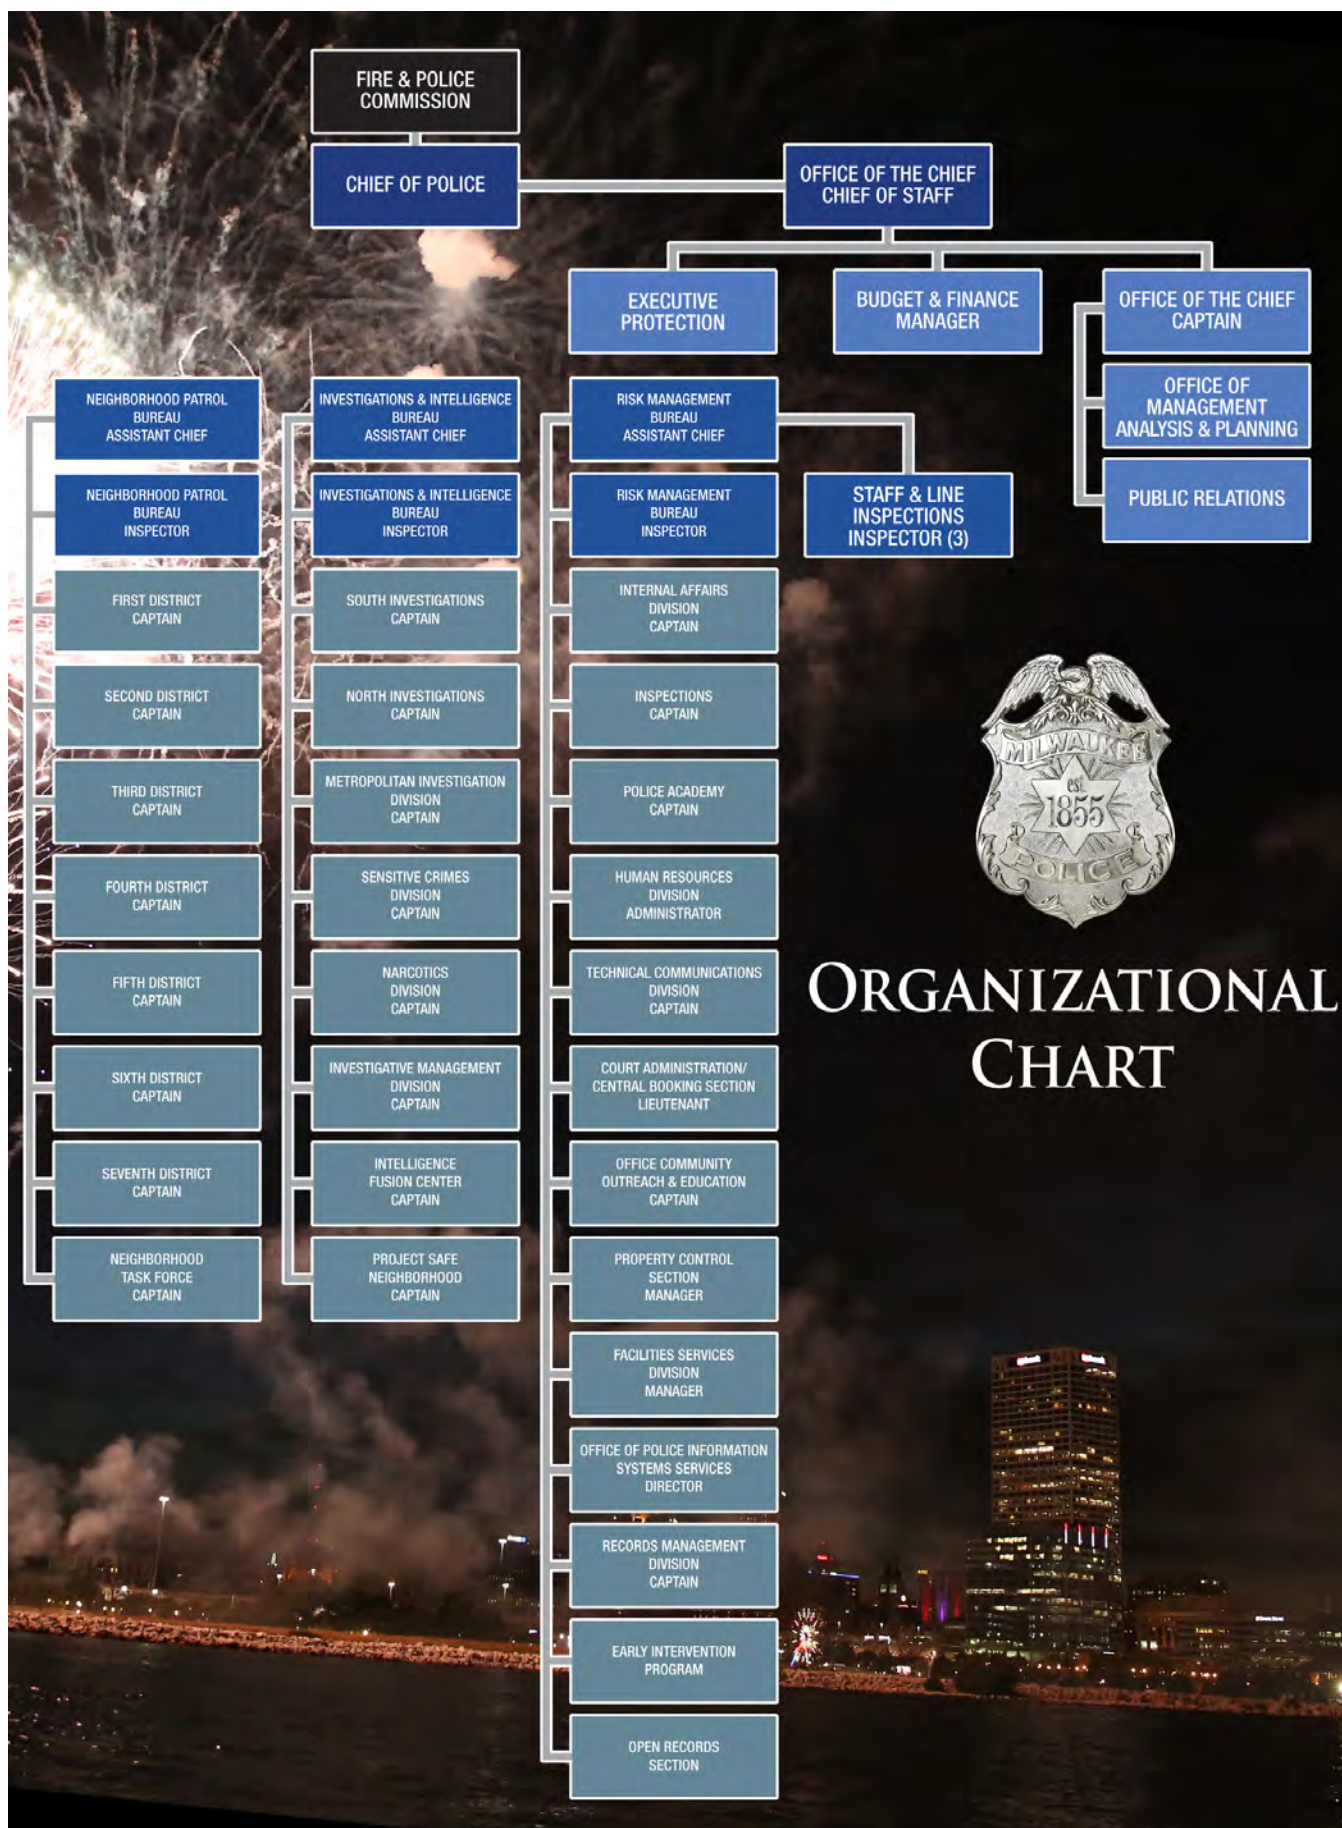 FIRE & POLICE
COMMISSION
CHIEF OF POLICE
OFFICE OF THE CHIEF
CHIEF OF STAFF
EXECUTIVE
PROTECTION
BUDGET & FINANCE
MANAGER
OFFICE OF THE CHIEF
CAPTAIN
OFFICE OF
MANAGEMENT
ANALYSIS & PLANNING
PUBLIC RELATIONS
NEIGHBORHOOD PATROL
BUREAU
ASSISTANT CHIEF
NEIGHBORHOOD PATROL
BUREAU
INSPECTOR
FIRST DISTRICT
CAPTAIN
SECOND DISTRICT
CAPTAIN
THIRD DISTRICT
CAPTAIN
FOURTH DISTRICT
CAPTAIN
FIFTH DISTRICT
CAPTAIN
SIXTH DISTRICT
CAPTAIN
SEVENTH DISTRICT
CAPTAIN
NEIGHBORHOOD
TASK FORCE
CAPTAIN
INVESTIGATIONS & INTELLIGENCE
BUREAU
ASSISTANT CHIEF
INVESTIGATIONS & INTELLIGENCE
BUREAU
INSPECTOR
SOUTH INVESTIGATIONS
CAPTAIN
NORTH INVESTIGATIONS
CAPTAIN
METROPOLITAN INVESTIGATION
DIVISION
CAPTAIN
SENSITIVE CRIMES
DIVISION
CAPTAIN
NARCOTICS
DIVISION
CAPTAIN
INVESTIGATIVE MANAGEMENT
DIVISION
CAPTAIN
INTELLIGENCE
FUSION CENTER
CAPTAIN
PROJECT SAFE
NEIGHBORHOOD
CAPTAIN
RISK MANAGEMENT
BUREAU
ASSISTANT CHIEF
RISK MANAGEMENT
BUREAU
INSPECTOR
INTERNAL AFFAIRS
DIVISION
CAPTAIN
INSPECTIONS
CAPTAIN
POLICE ACADEMY
CAPTAIN
HUMAN RESOURCES
DIVISION
ADMINISTRATOR
TECHNICAL COMMUNICATIONS
DIVISION
CAPTAIN
COURT ADMINISTRATION/
CENTRAL BOOKING SECTION
LIEUTENANT
OFFICE COMMUNITY
OUTREACH & EDUCATION
CAPTAIN
PROPERTY CONTROL
SECTION
MANAGER
FACILITIES SERVICES
DIVISION
MANAGER
OFFICE OF POLICE INFORMATION
SYSTEMS SERVICES
DIRECTOR
RECORDS MANAGEMENT
DIVISION
CAPTAIN
EARLY INTERVENTION
PROGRAM
OPEN RECORDS
SECTION
STAFF & LINE
INSPECTIONS
INSPECTOR (3)
MILWAUKEE
est.
1855
POLICE
ORGANIZATIONAL
CHART